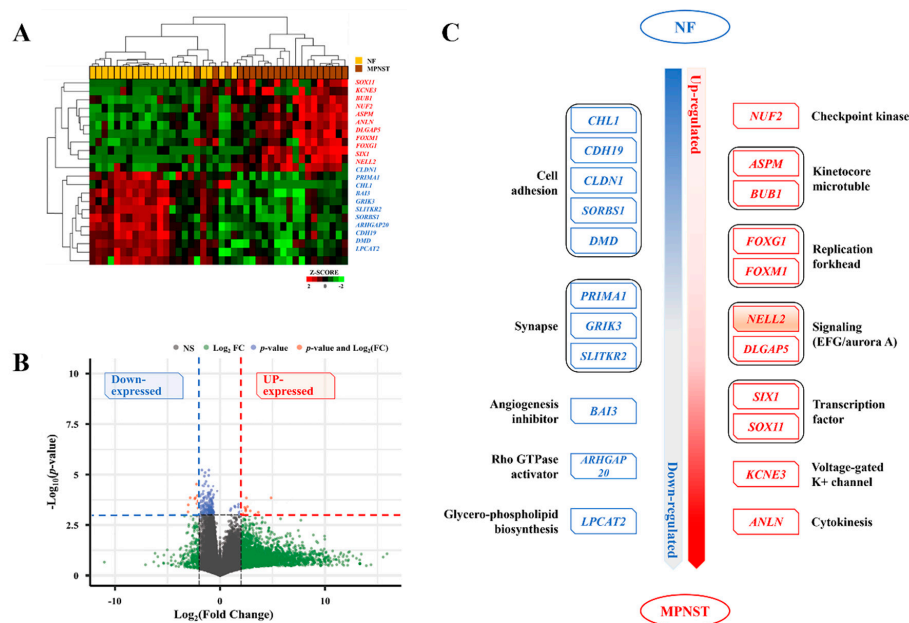 A
NF
MPNST
SOX11
KCNE3
BUB1
NUF2
ASPM
ANLN
DLGAP5
FOXM1
FOXG1
SIX1
NELL2
CLDN1
PRIMA1
CHL1
BAI3
GRIK3
SLITKR2
SORBS1
ARHGAP20
CDH19
DMD
LPCAT2
Z-SCORE
2 0 -2
B
NS Log2 FC p-value p-value and Log2(FC)
Down-
expressed
UP-
expressed
-Log10(p-value)
10
7.5
5
2.5
0
-10 0 10
Log2(Fold Change)
C
NF
Up-regulated
Down-regulated
Cell
adhesion
CHL1
CDH19
CLDN1
SORBS1
DMD
Synapse
PRIMA1
GRIK3
SLITKR2
Angiogenesis
inhibitor
BAI3
Rho GTPase
activator
ARHGAP
20
Glycero-phospholipid
biosynthesis
LPCAT2
NUF2
Checkpoint kinase
ASPM
BUB1
Kinetocore
microtuble
FOXG1
FOXM1
Replication
forkhead
NELL2
DLGAP5
Signaling
(EFG/aurora A)
SIX1
SOX11
Transcription
factor
KCNE3
Voltage-gated
K+ channel
ANLN
Cytokinesis
MPNST